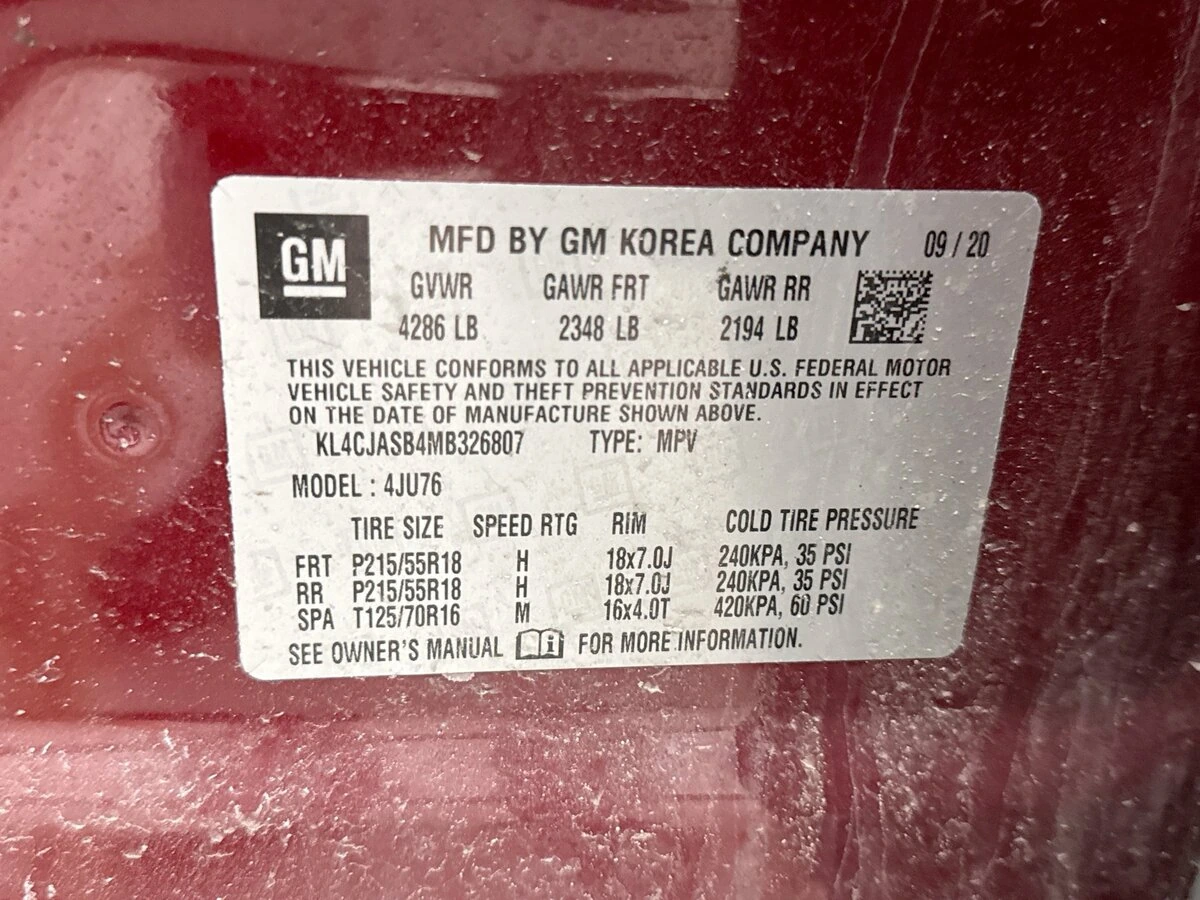 GM
MFD BY GM KOREA COMPANY 09 / 20
GVWR GAWR FRT GAWR RR
4286 LB 2348 LB 2194 LB
THIS VEHICLE CONFORMS TO ALL APPLICABLE U.S. FEDERAL MOTOR
VEHICLE SAFETY AND THEFT PREVENTION STANDARDS IN EFFECT
ON THE DATE OF MANUFACTURE SHOWN ABOVE.
KL4CJASB4MB326807 TYPE: MPV
MODEL : 4JU76
TIRE SIZE SPEED RTG RIM COLD TIRE PRESSURE
FRT P215/55R18 H 18x7.0J 240KPA, 35 PSI
RR P215/55R18 H 18x7.0J 240KPA, 35 PSI
SPA T125/70R16 M 16x4.0T 420KPA, 60 PSI
SEE OWNER'S MANUAL i FOR MORE INFORMATION.